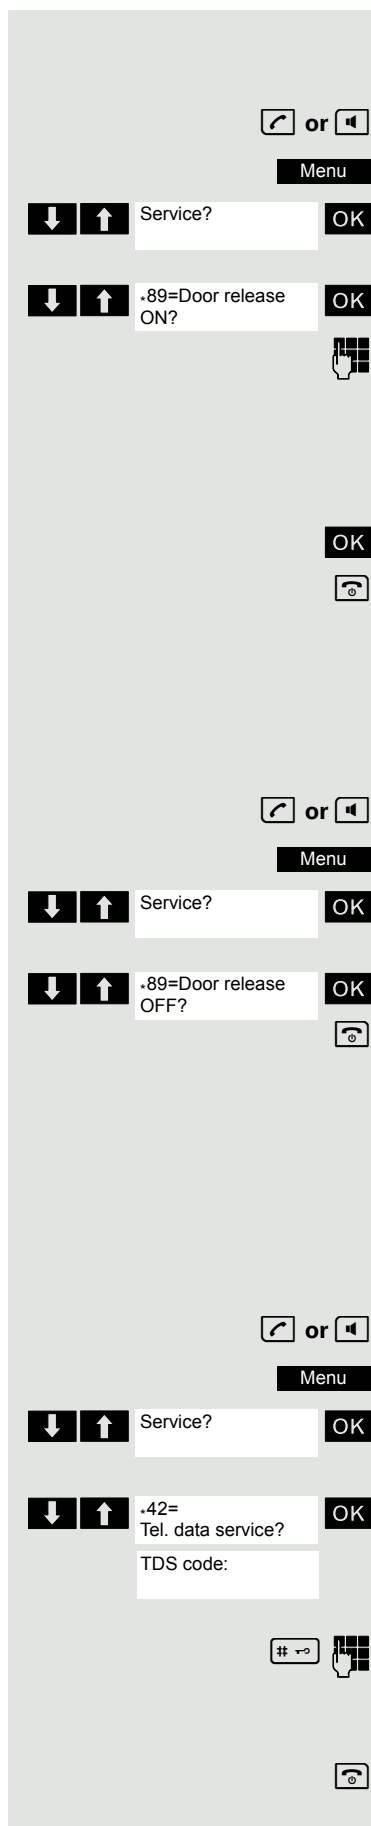 or
Menu
Service?
OK
*89=Door release
ON?
OK
OK
or
Menu
Service?
OK
*89=Door release
OFF?
OK
or
Menu
Service?
OK
*42=
Tel. data service?
OK
TDS code:
#